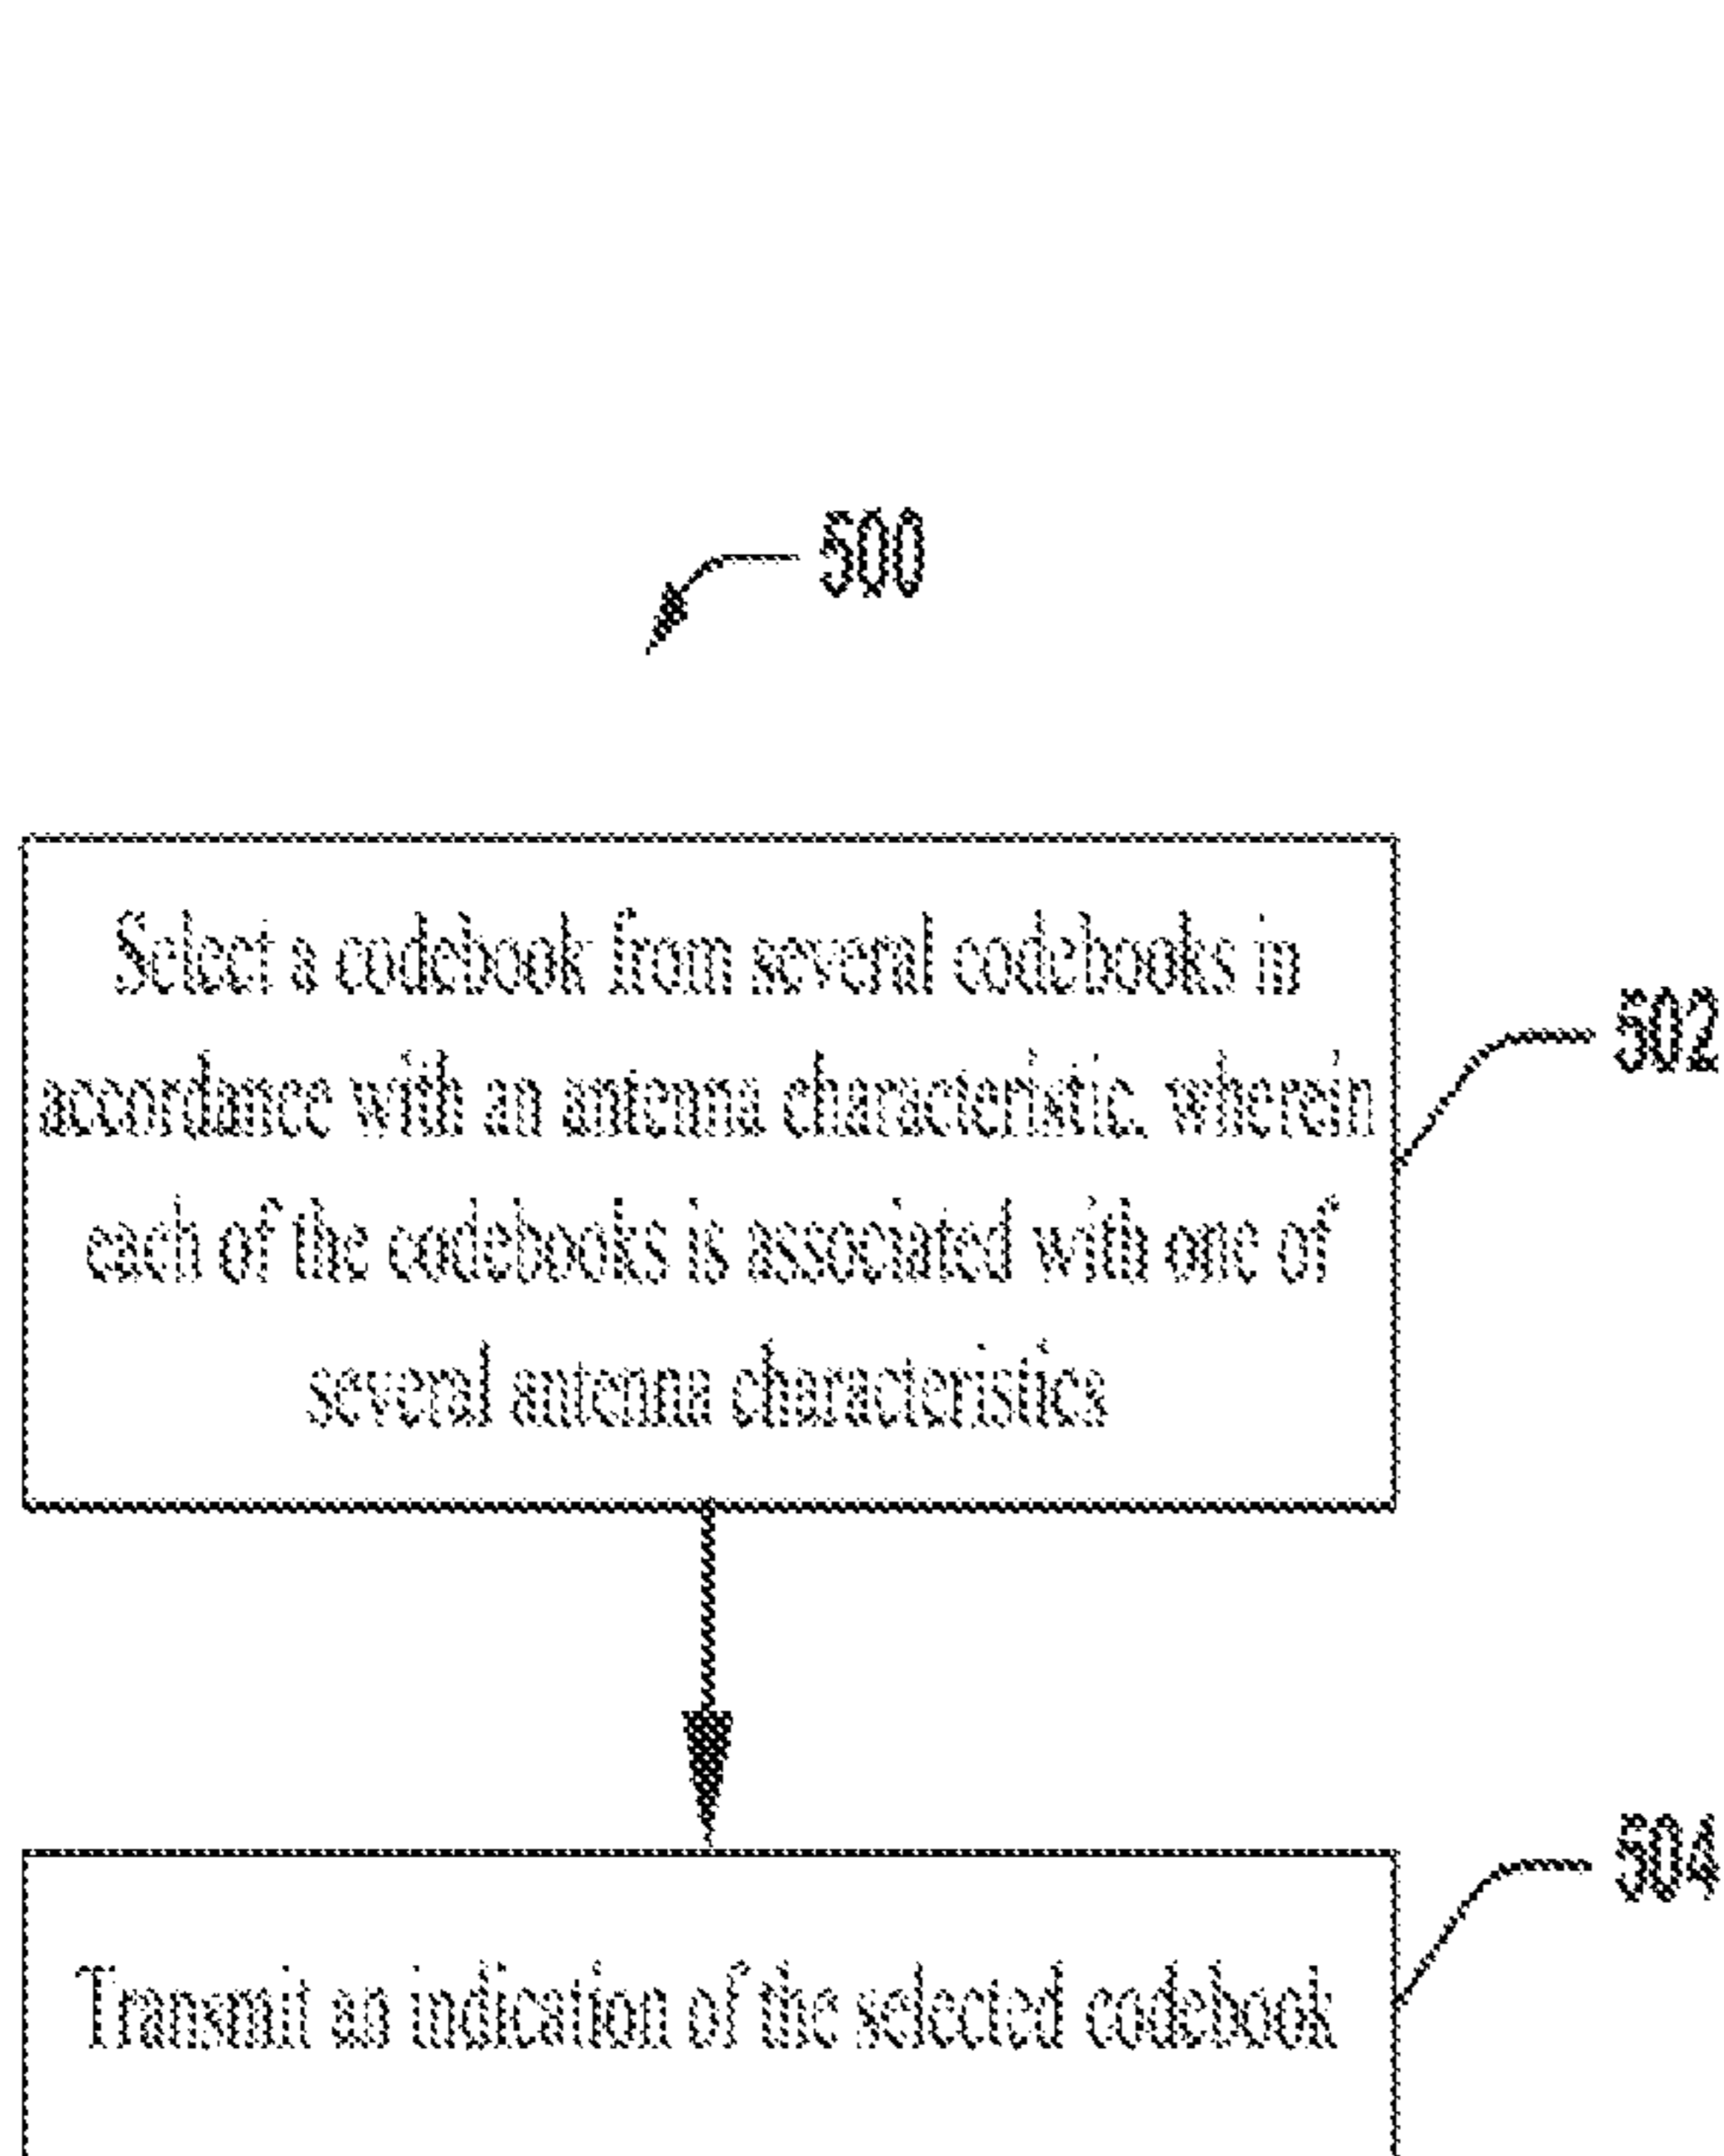 500
Select a codebook from several codebooks in
accordance with an antenna characteristic, wherein
each of the codebooks is associated with one of
several antenna characteristics
502
504
Transmit an indication of the selected codebook